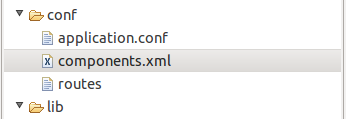 conf
application.conf
components.xml
routes
lib